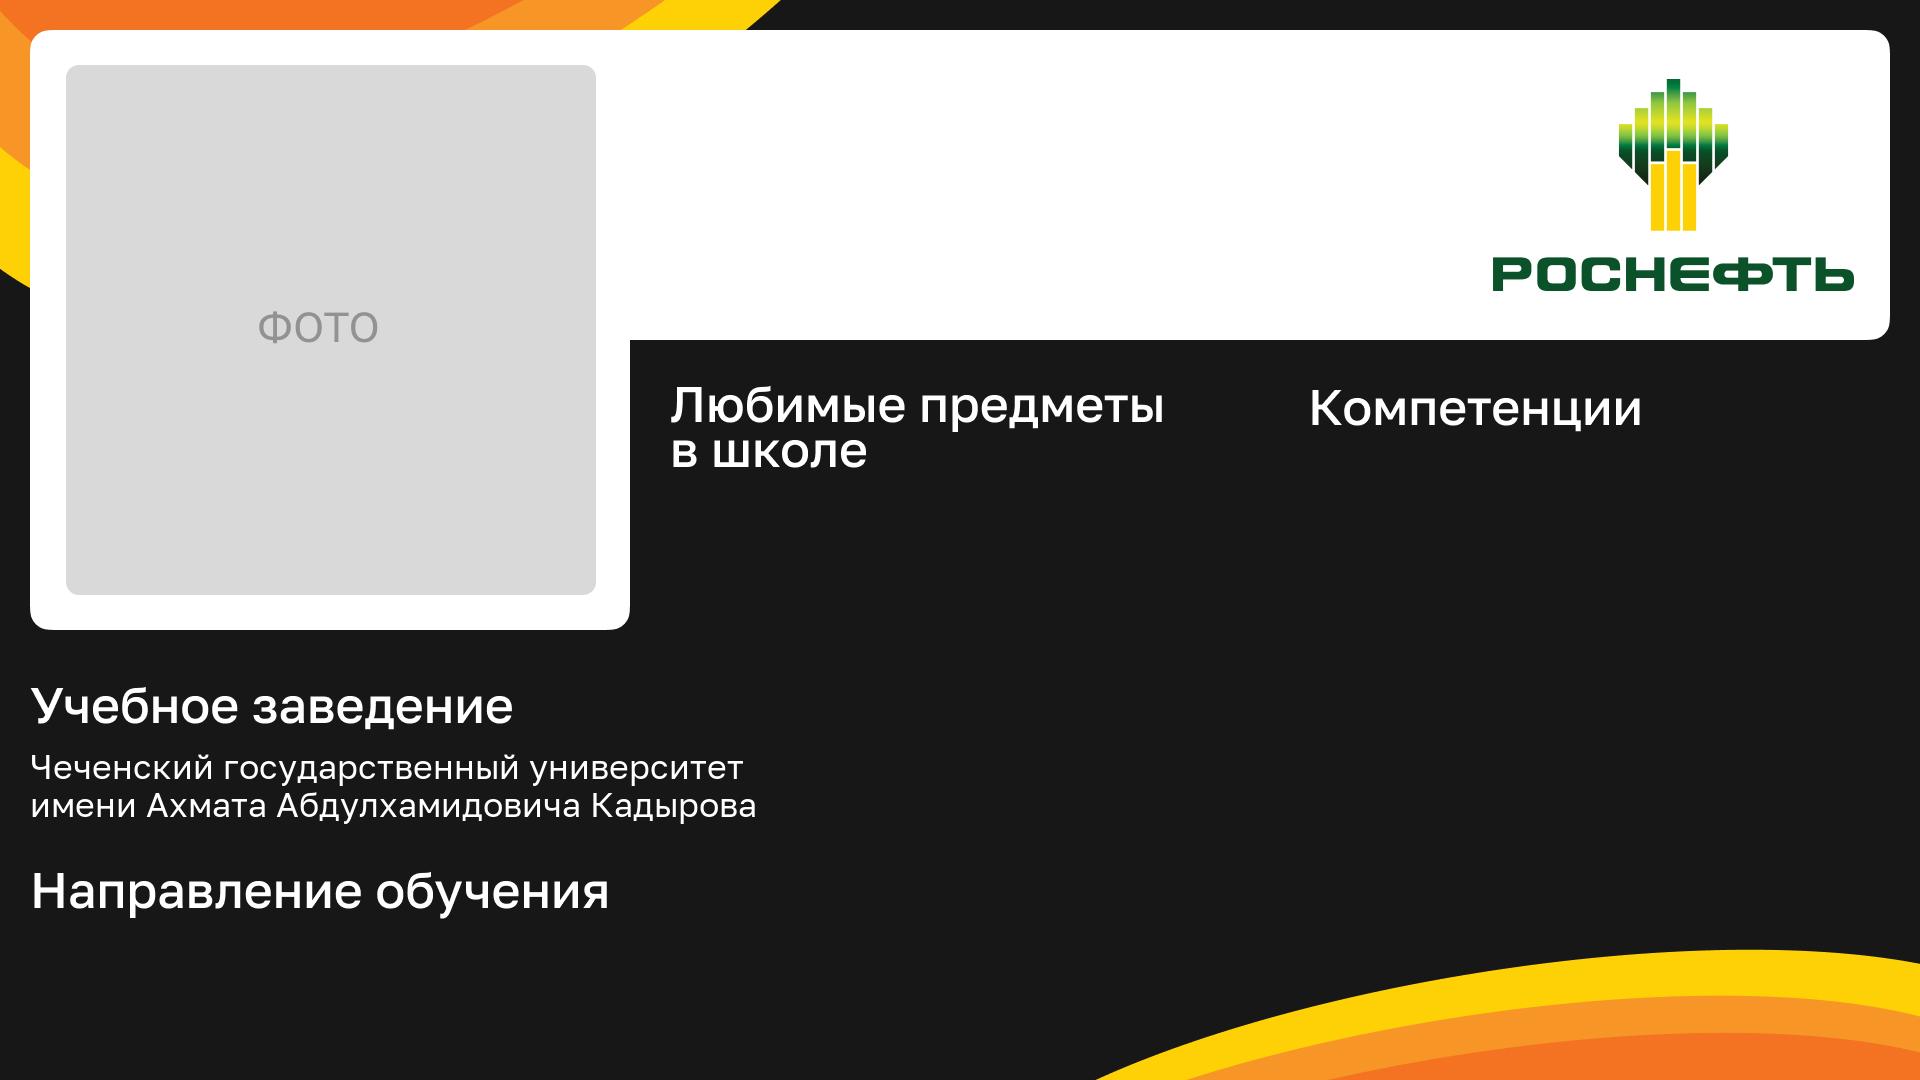 ФОТО
РОСНЕФТЬ
Любимые предметы
в школе
Компетенции
Учебное заведение
Чеченский государственный университет
имени Ахмата Абдулхамидовича Кадырова
Направление обучения